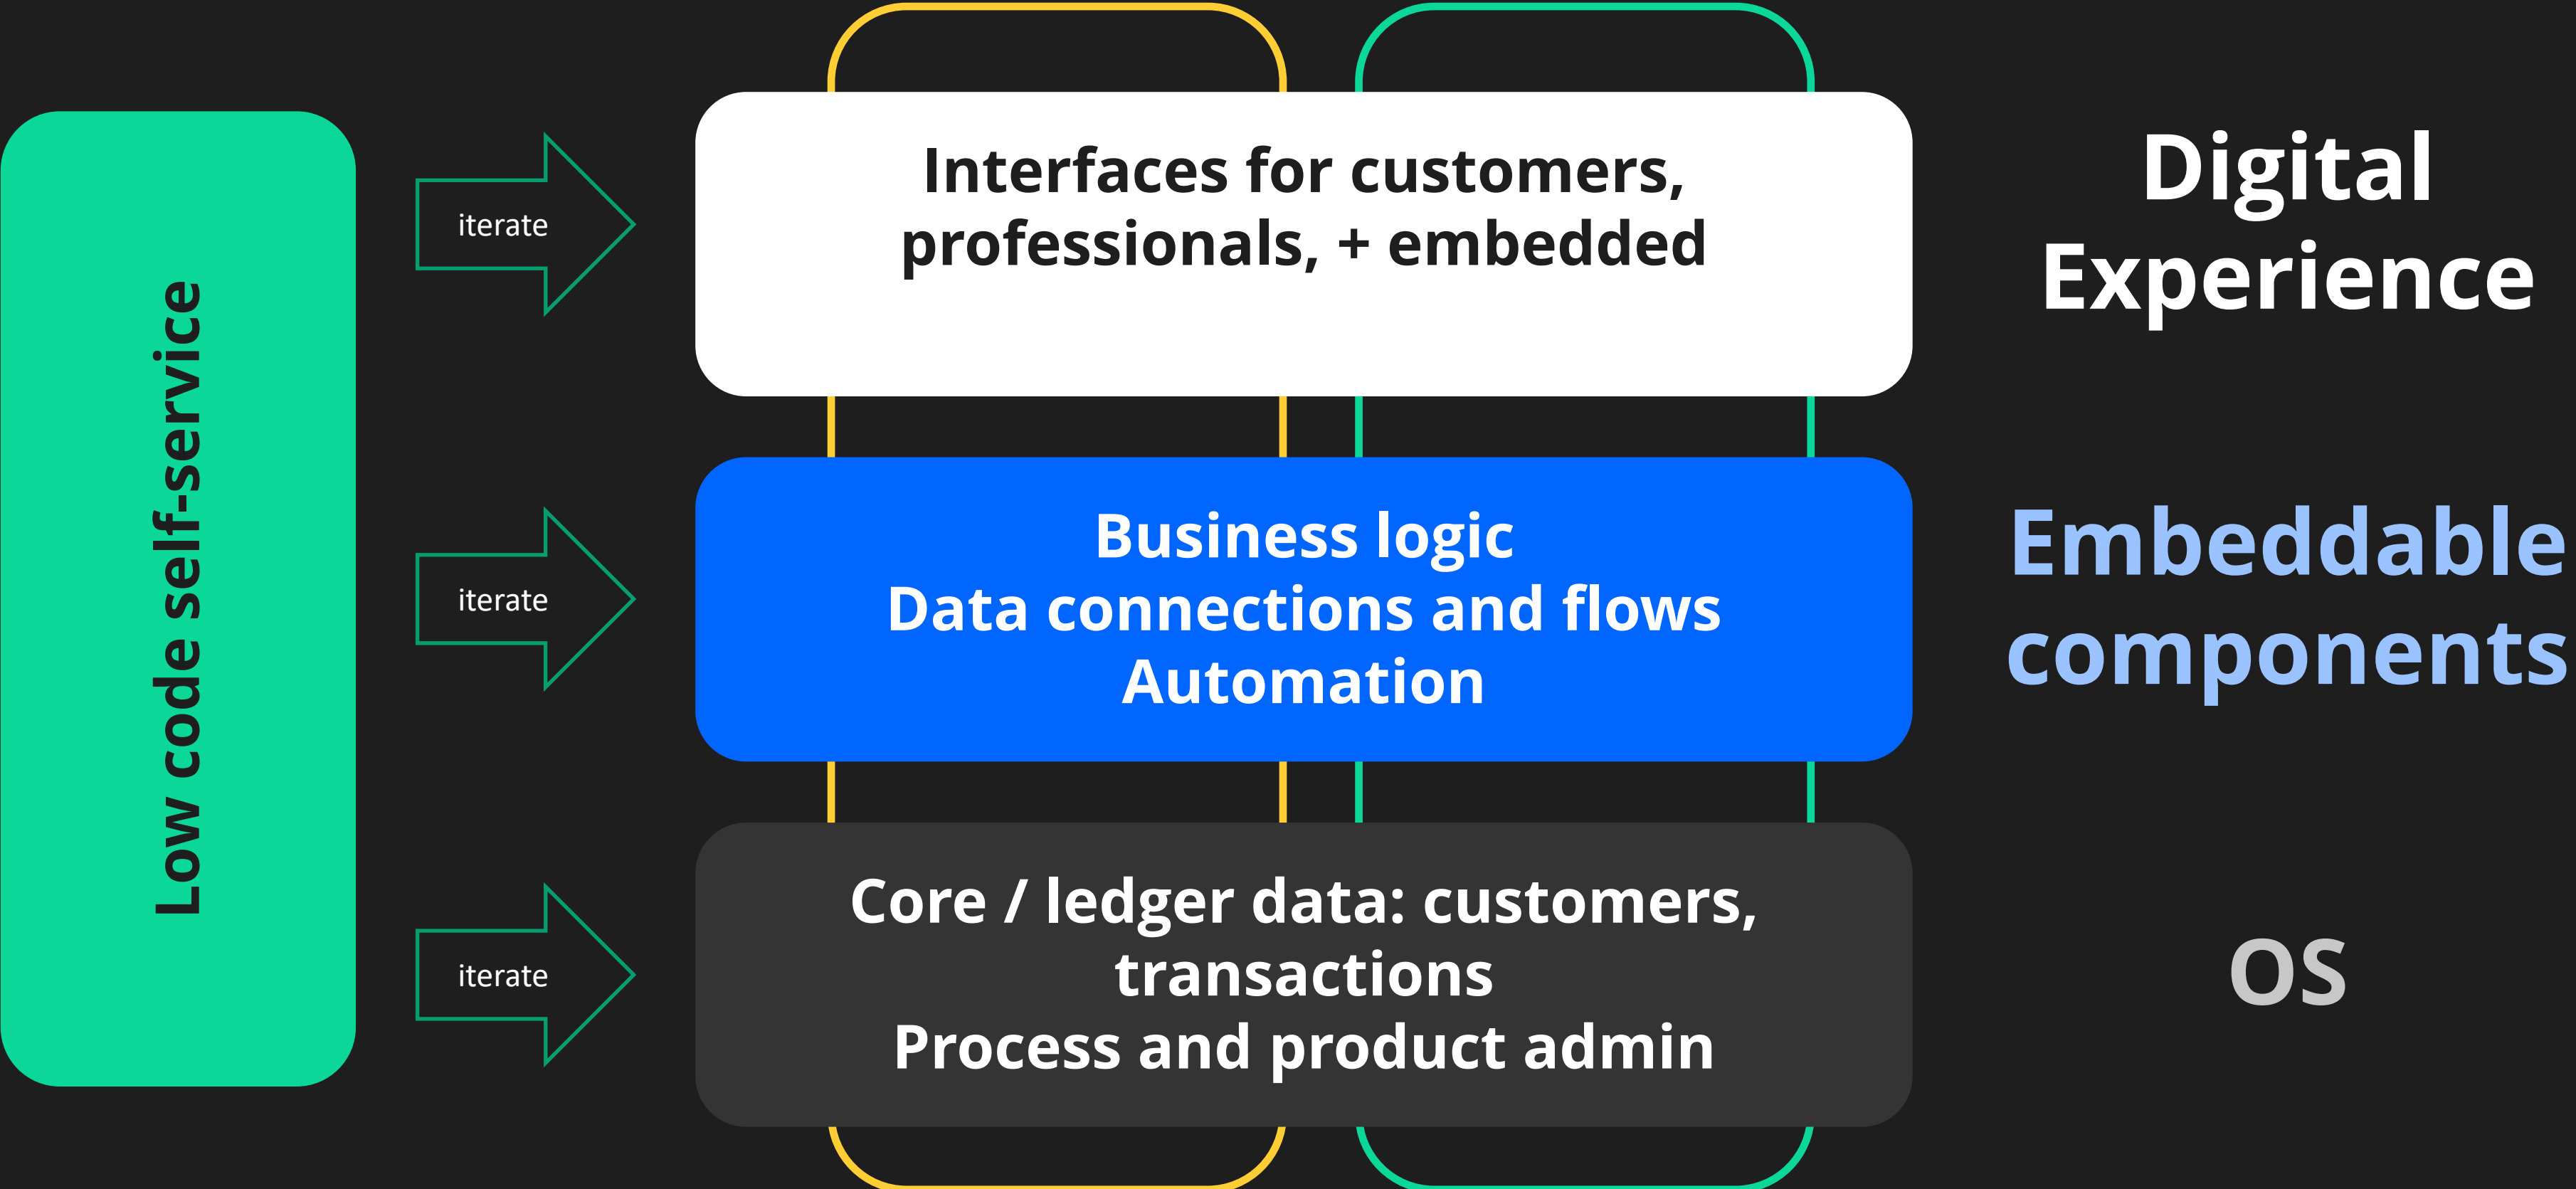 Low code self-service
iterate
Interfaces for customers,
professionals, + embedded
Digital
Experience
iterate
Business logic
Data connections and flows
Automation
Embeddable
components
iterate
Core / ledger data: customers,
transactions
Process and product admin
OS